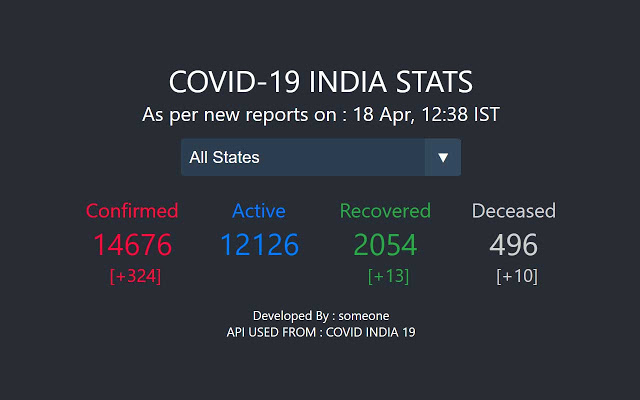 COVID-19 INDIA STATS
As per new reports on : 18 Apr, 12:38 IST
All States ▼
Confirmed Active Recovered Deceased
14676 12126 2054 496
[+324] [+13] [+10]
Developed By : someone
API USED FROM : COVID INDIA 19